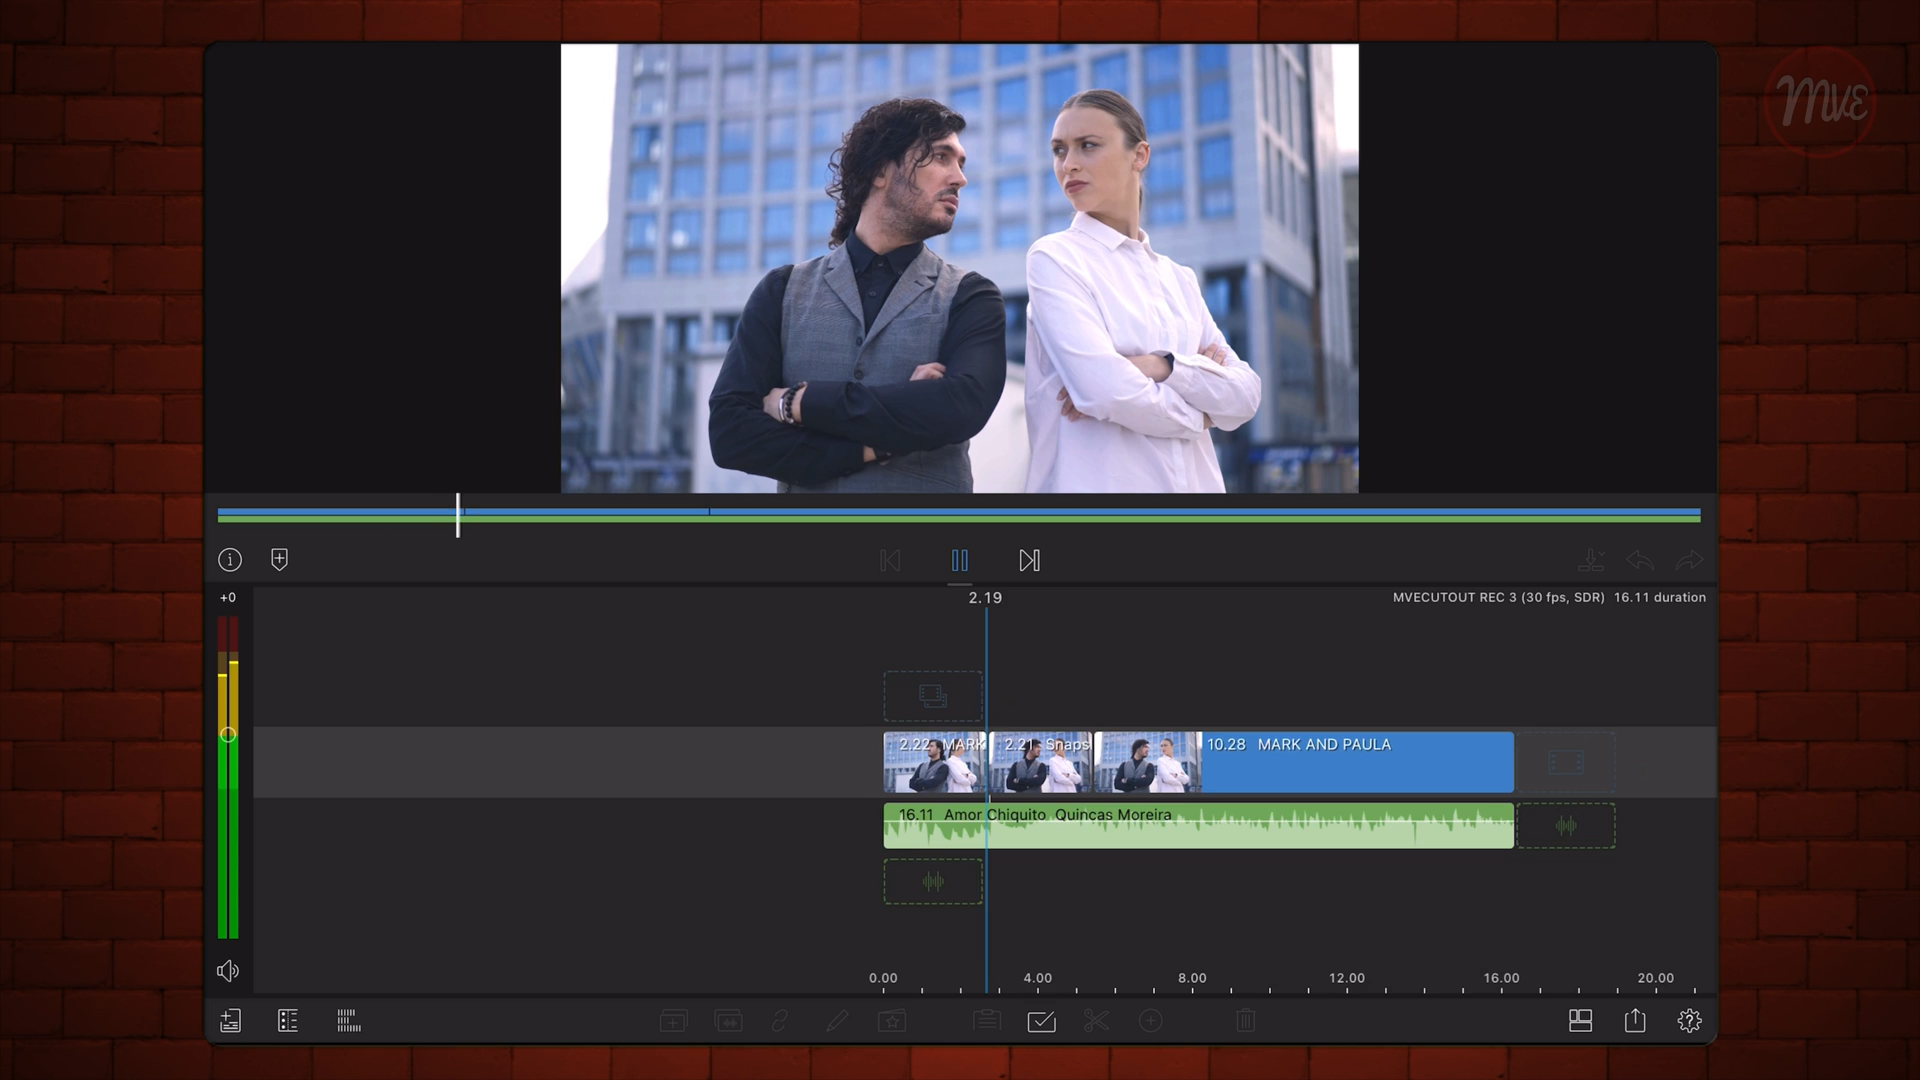 MVE
+0
2.19
MVECUTOUT REC 3 (30 fps, SDR) 16.11 duration
2.22 MARK
2.21 Snaps
10.28 MARK AND PAULA
16.11 Amor Chiquito Quincas Moreira
0.00 4.00 8.00 12.00 16.00 20.00